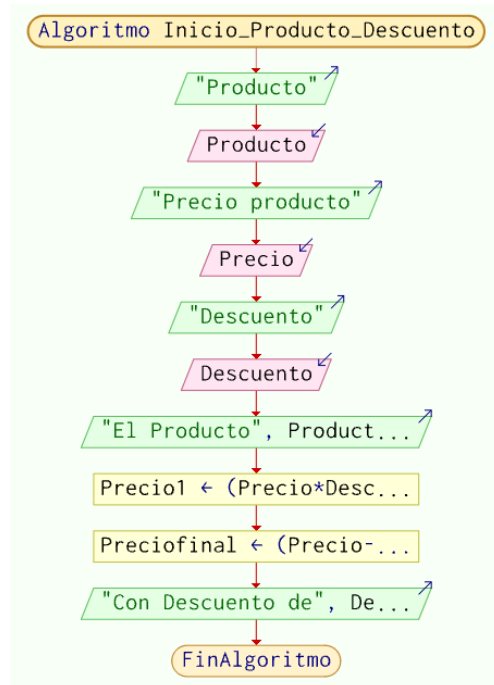 Algoritmo Inicio_Producto_Descuento
"Producto"
Producto
"Precio producto"
Precio
"Descuento"
Descuento
"El Producto", Product...
Precio1 ← (Precio*Desc...
Preciofinal ← (Precio-...
"Con Descuento de", De...
FinAlgoritmo